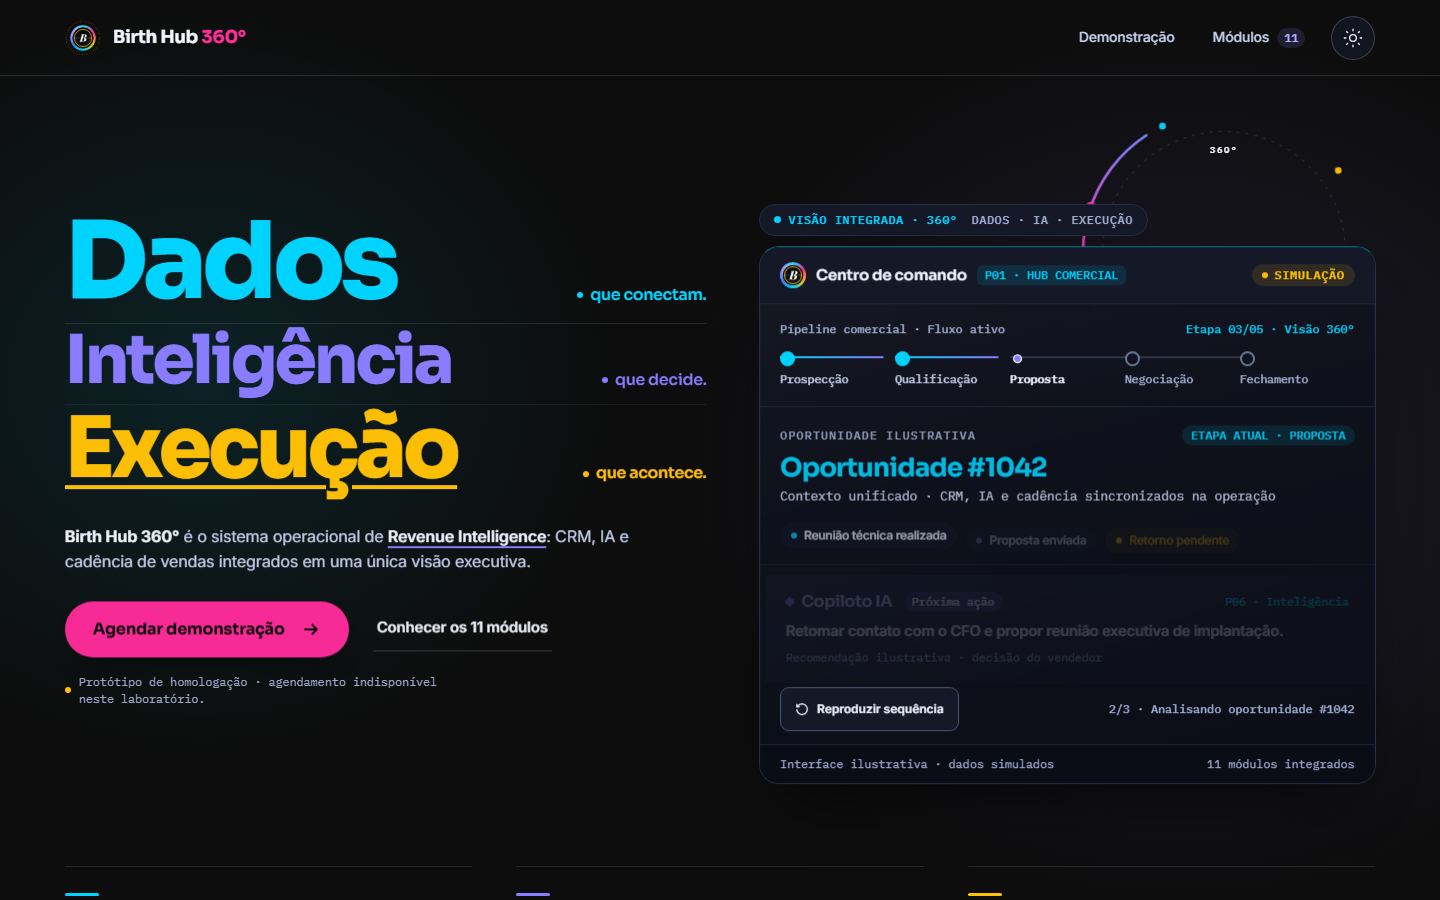 B Birth Hub 360°
Demonstração
Módulos 11
360°
VISÃO INTEGRADA · 360° DADOS · IA · EXECUÇÃO
Dados
que conectam.
Inteligência
que decide.
Execução
que acontece.
Birth Hub 360° é o sistema operacional de Revenue Intelligence: CRM, IA e
cadência de vendas integrados em uma única visão executiva.
Agendar demonstração →
Conhecer os 11 módulos
Protótipo de homologação · agendamento indisponível
neste laboratório.
B Centro de comando P01 · HUB COMERCIAL
SIMULAÇÃO
Pipeline comercial · Fluxo ativo
Etapa 03/05 · Visão 360°
Prospecção Qualificação Proposta Negociação Fechamento
OPORTUNIDADE ILUSTRATIVA
ETAPA ATUAL · PROPOSTA
Oportunidade #1042
Contexto unificado · CRM, IA e cadência sincronizados na operação
Reunião técnica realizada
Proposta enviada
Retorno pendente
Copiloto IA Próxima ação
P06 · Inteligência
Retomar contato com o CFO e propor reunião executiva de implantação.
Recomendação ilustrativa · decisão do vendedor
Reproduzir sequência
2/3 · Analisando oportunidade #1042
Interface ilustrativa · dados simulados
11 módulos integrados